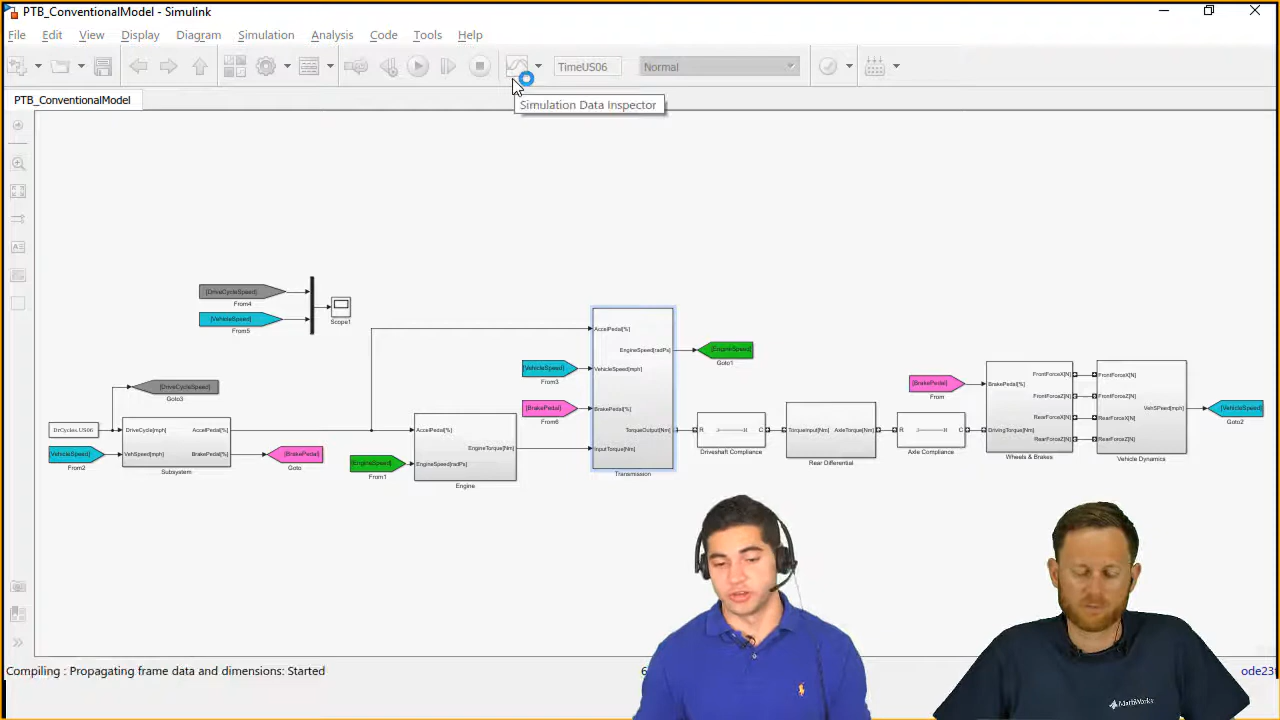 PTB_ConventionalModel - Simulink
File Edit View Display Diagram Simulation Analysis Code Tools Help
TimeUS06 Normal
PTB_ConventionalModel
Simulation Data Inspector
[DriveCycleSpeed]
From4
[VehicleSpeed]
From5
Scope1
AccelPedal[%]
EngineSpeed[radPs]
VehicleSpeed[mph]
BrakePedal[%]
TorqueOutput[Nm]
InputTorque[Nm]
Transmission
[EngineSpeed]
Goto1
[VehicleSpeed]
From3
[BrakePedal]
From6
[DriveCycleSpeed]
Goto3
DrCycles.US06
[VehicleSpeed]
From2
DriveCycle[mph] AccelPedal[%]
VehSpeed[mph] BrakePedal[%]
Subsystem
[BrakePedal]
Goto
[EngineSpeed]
From1
AccelPedal[%]
EngineTorque[Nm]
EngineSpeed[radPs]
Engine
R C
Driveshaft Compliance
TorqueInput[Nm] AxleTorque[Nm]
Rear Differential
R C
Axle Compliance
[BrakePedal]
From
FrontForceX[N]
BrakePedal[%]
FrontForceZ[N]
RearForceX[N]
DrivingTorque[Nm]
RearForceZ[N]
Wheels & Brakes
FrontForceX[N]
FrontForceZ[N]
VehSPeed[mph]
RearForceX[N]
RearForceZ[N]
Vehicle Dynamics
[VehicleSpeed]
Goto2
Compiling : Propagating frame data and dimensions: Started
MathWorks